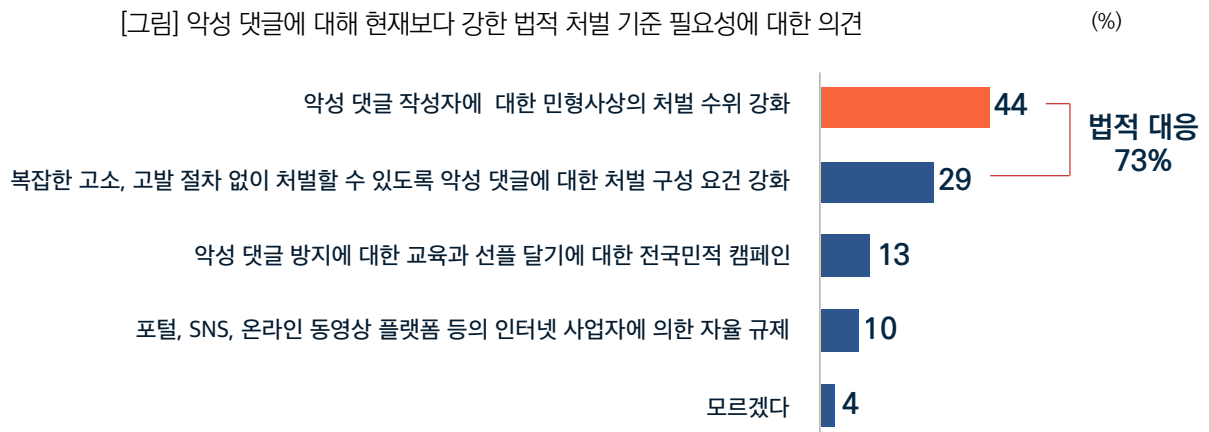 [그림] 악성 댓글에 대해 현재보다 강한 법적 처벌 기준 필요성에 대한 의견 (%)
악성 댓글 작성자에 대한 민형사상의 처벌 수위 강화 44
법적 대응
73%
복잡한 고소, 고발 절차 없이 처벌할 수 있도록 악성 댓글에 대한 처벌 구성 요건 강화 29
악성 댓글 방지에 대한 교육과 선플 달기에 대한 전국민적 캠페인 13
포털, SNS, 온라인 동영상 플랫폼 등의 인터넷 사업자에 의한 자율 규제 10
모르겠다 4